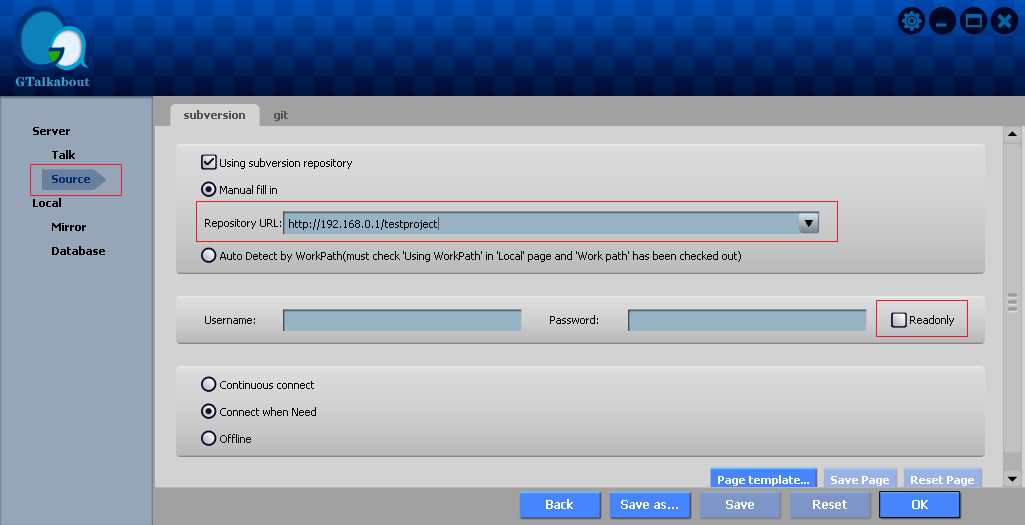 GTalkabout
Server
Talk
Source
Local
Mirror
Database
subversion git
Using subversion repository
Manual fill in
Repository URL: http://192.168.0.1/testproject
Auto Detect by WorkPath(must check 'Using WorkPath' in 'Local' page and 'Work path' has been checked out)
Username: Password: Readonly
Continuous connect
Connect when Need
Offline
Page template... Save Page Reset Page
Back Save as... Save Reset OK